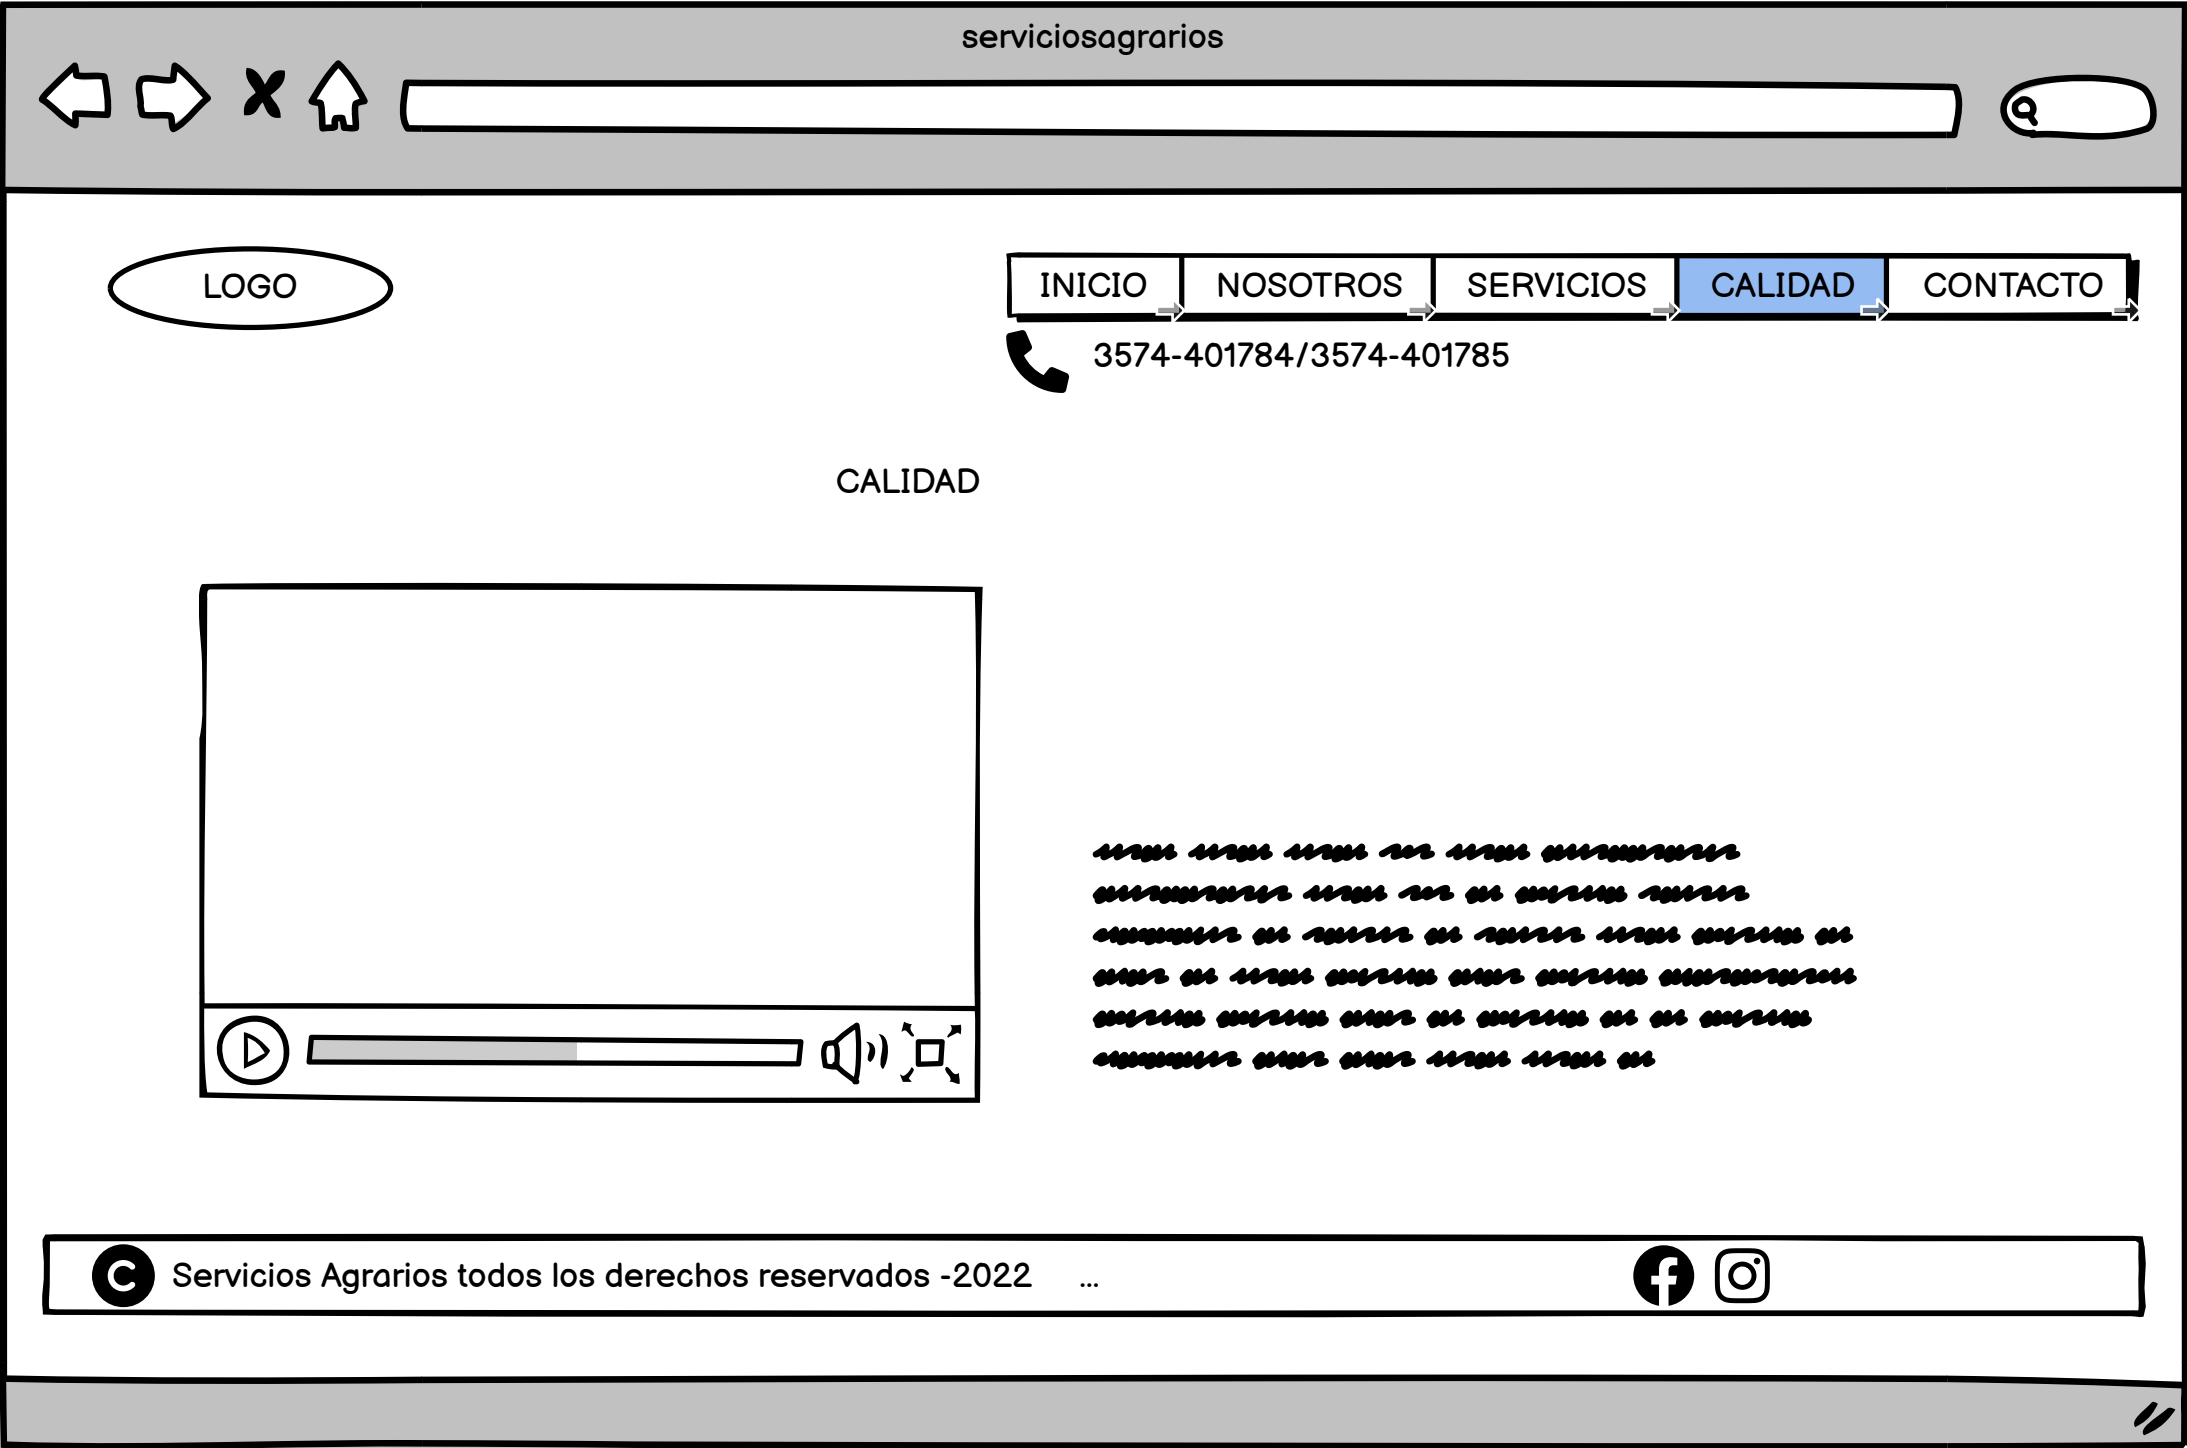 serviciosagrarios
LOGO
INICIO NOSOTROS SERVICIOS CALIDAD CONTACTO
3574-401784/3574-401785
CALIDAD
Servicios Agrarios todos los derechos reservados -2022 ...